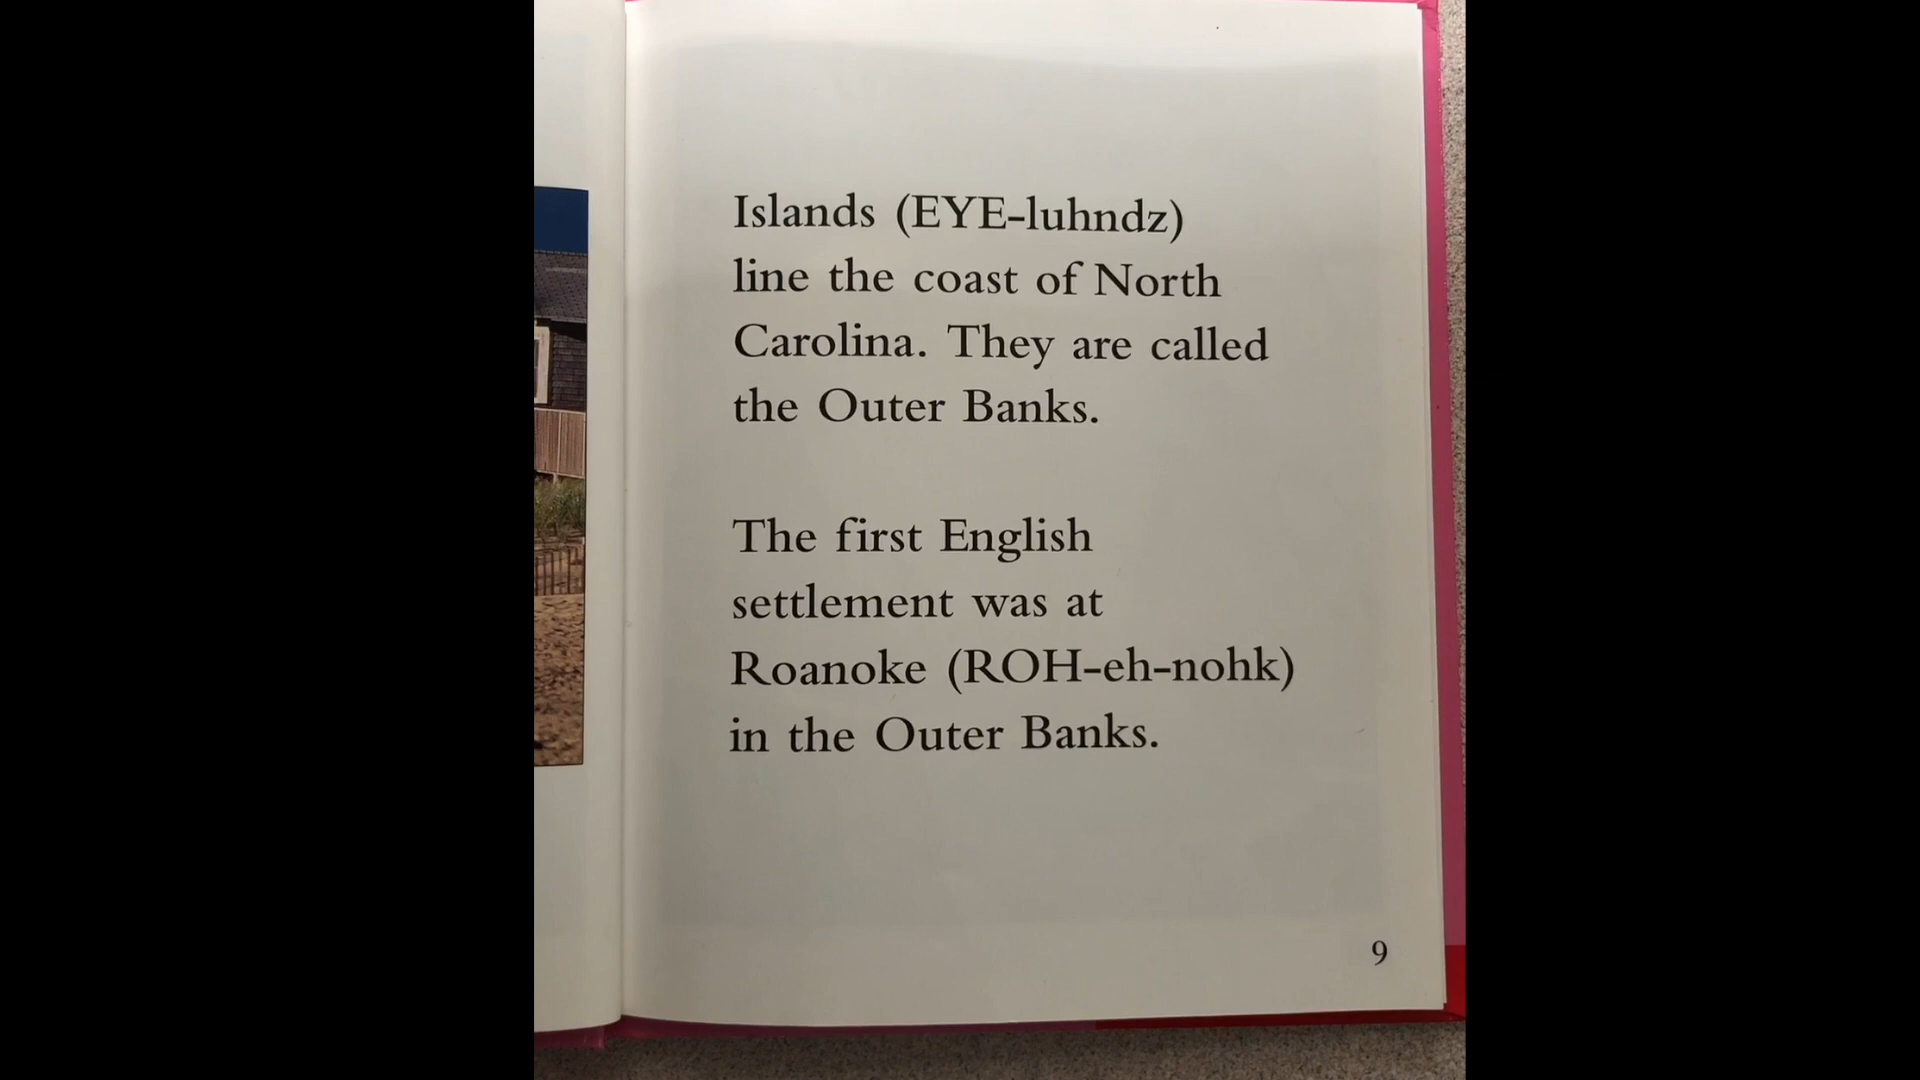 Islands (EYE-luhndz)
line the coast of North
Carolina. They are called
the Outer Banks.
The first English
settlement was at
Roanoke (ROH-eh-nohk)
in the Outer Banks.
9